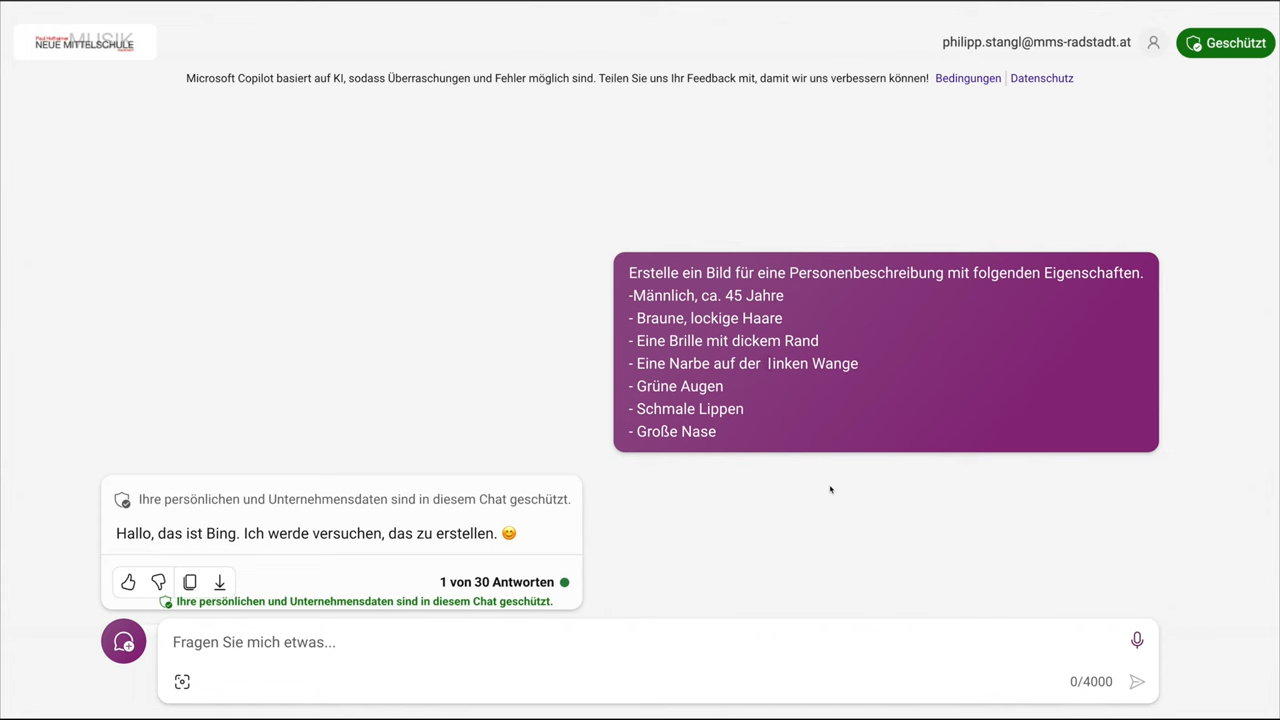 Paul Hofhaimer
MUSIK
NEUE MITTELSCHULE
philipp.stangl@mms-radstadt.at
Geschützt
Microsoft Copilot basiert auf KI, sodass Überraschungen und Fehler möglich sind. Teilen Sie uns Ihr Feedback mit, damit wir uns verbessern können! Bedingungen Datenschutz
Erstelle ein Bild für eine Personenbeschreibung mit folgenden Eigenschaften.
-Männlich, ca. 45 Jahre
- Braune, lockige Haare
- Eine Brille mit dickem Rand
- Eine Narbe auf der linken Wange
- Grüne Augen
- Schmale Lippen
- Große Nase
Ihre persönlichen und Unternehmensdaten sind in diesem Chat geschützt.
Hallo, das ist Bing. Ich werde versuchen, das zu erstellen. 😊
1 von 30 Antworten
Ihre persönlichen und Unternehmensdaten sind in diesem Chat geschützt.
Fragen Sie mich etwas...
0/4000